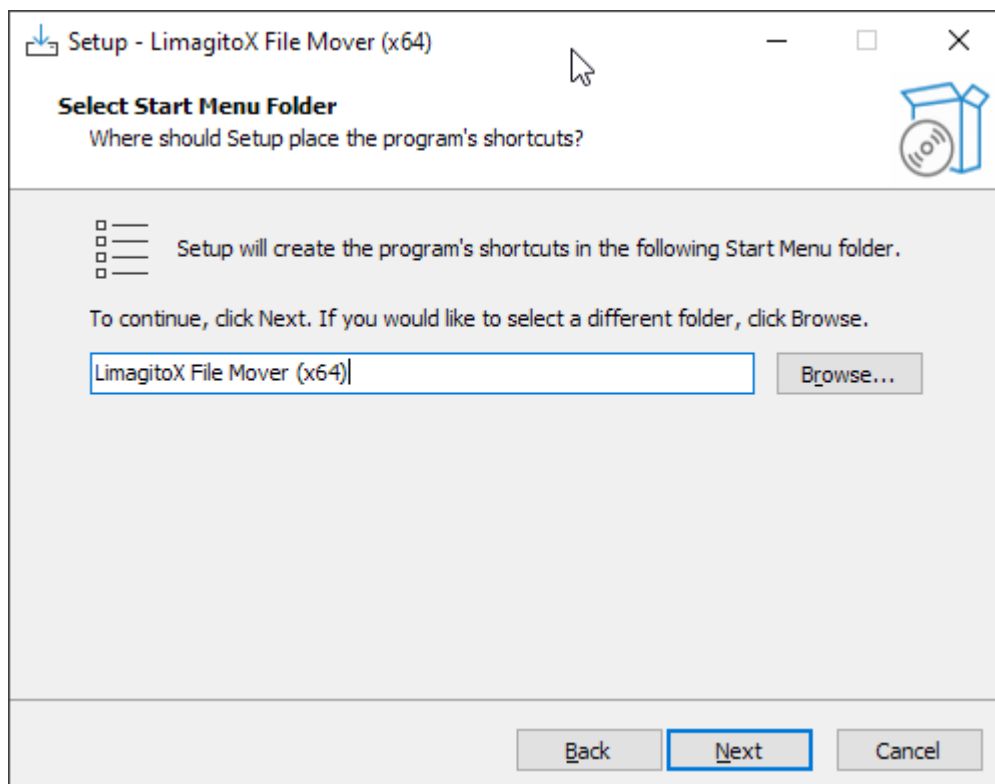 Setup - LimagitoX File Mover (x64)
Select Start Menu Folder
Where should Setup place the program's shortcuts?
Setup will create the program's shortcuts in the following Start Menu folder.
To continue, click Next. If you would like to select a different folder, click Browse.
LimagitoX File Mover (x64)
Browse...
Back
Next
Cancel